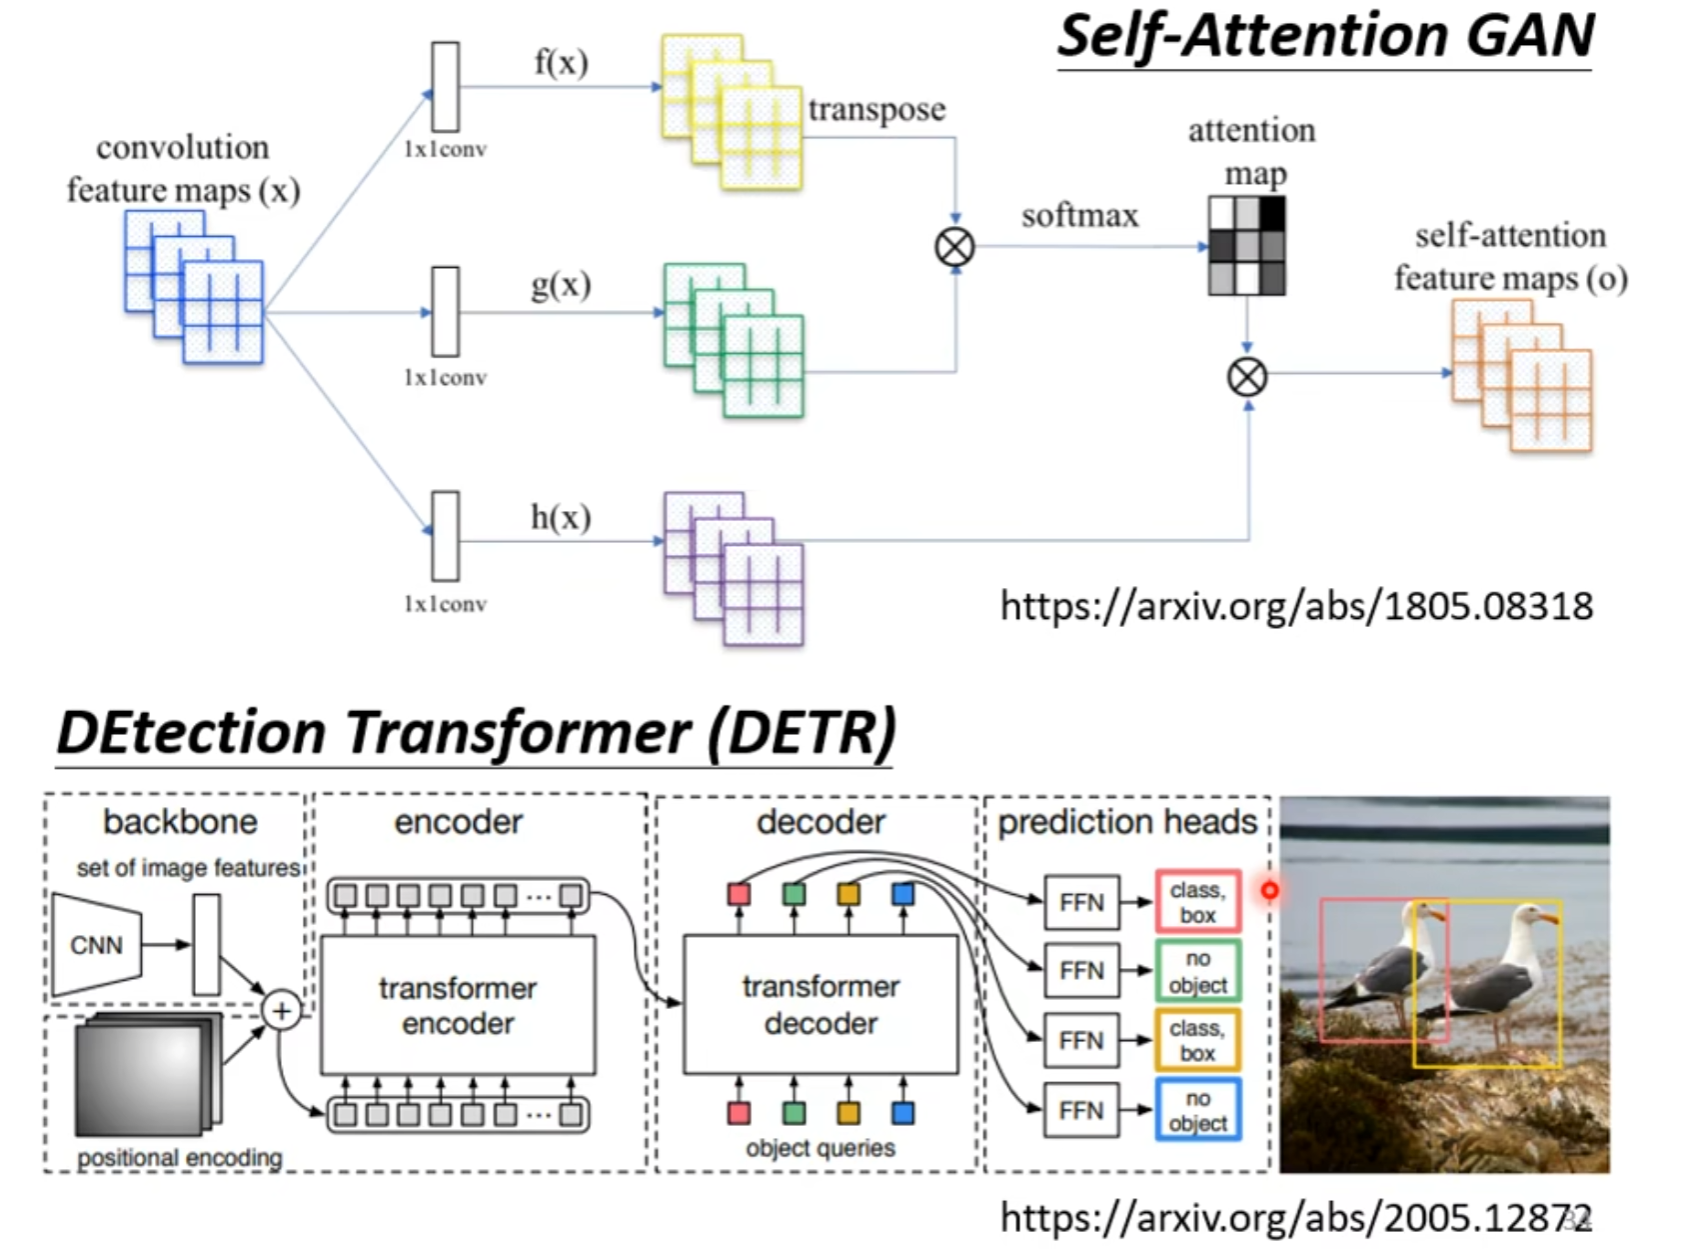 Self-Attention GAN
convolution
feature maps (x)
1x1conv
f(x)
transpose
1x1conv
g(x)
1x1conv
h(x)
softmax
attention
map
self-attention
feature maps (o)
https://arxiv.org/abs/1805.08318
DEtection Transformer (DETR)
backbone
set of image features
CNN
+
positional encoding
encoder
...
transformer
encoder
...
decoder
transformer
decoder
object queries
prediction heads
FFN
class,
box
FFN
no
object
FFN
class,
box
FFN
no
object
https://arxiv.org/abs/2005.12872
34